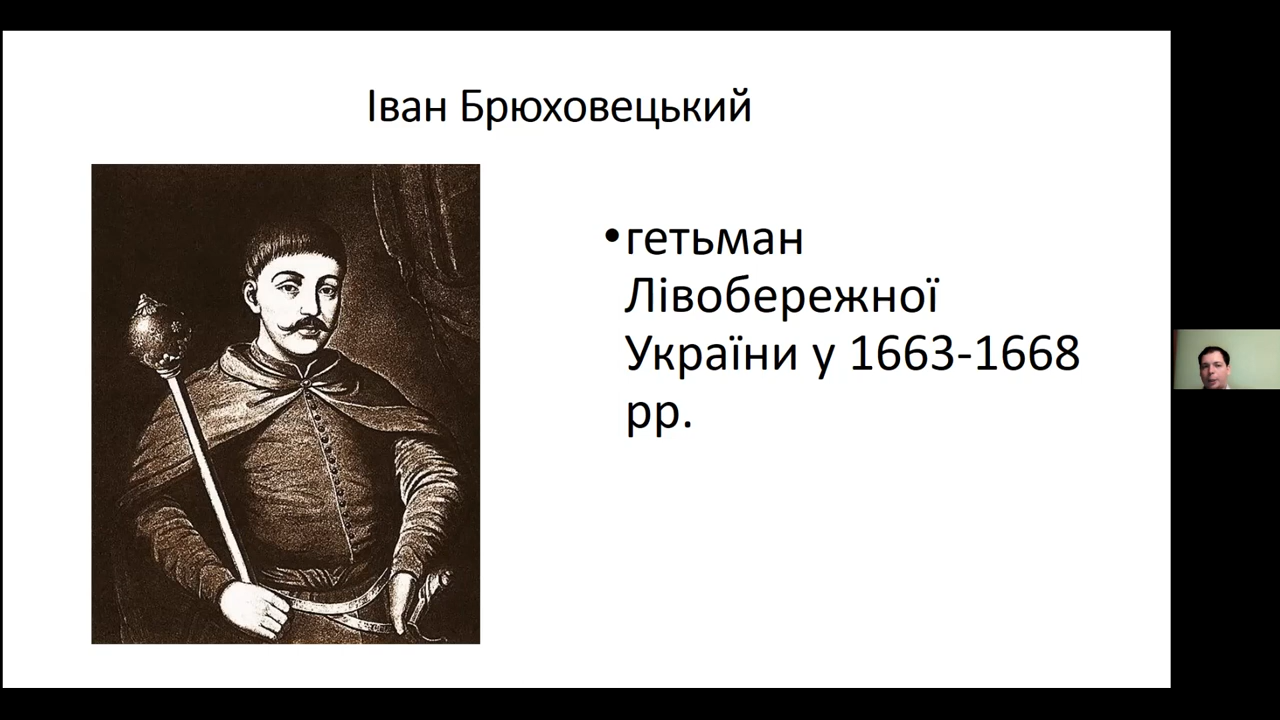 Іван Брюховецький
•гетьман
Лівобережної
України у 1663-1668
рр.